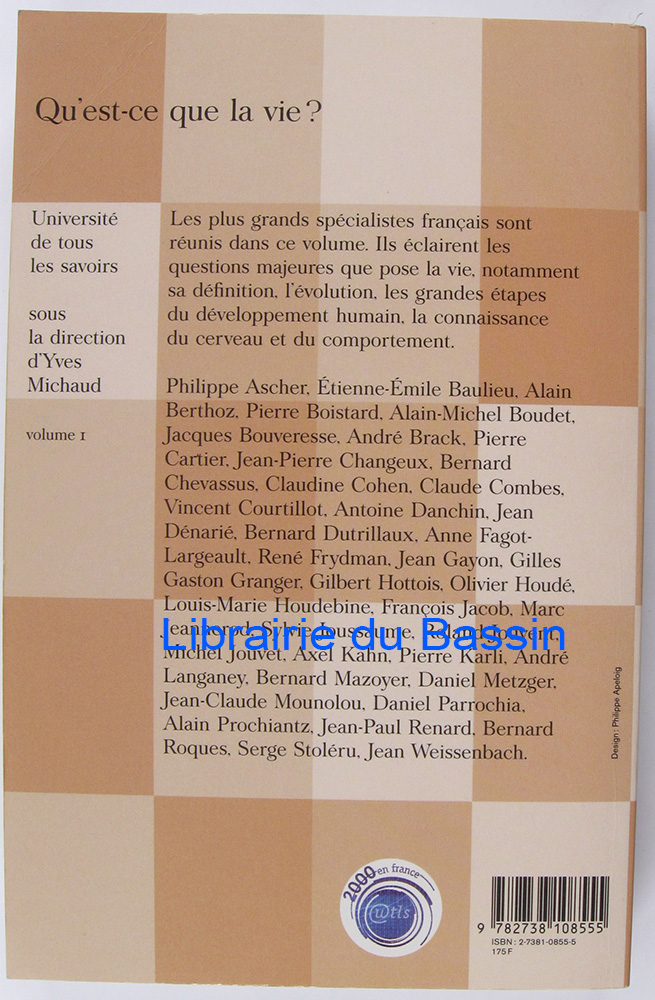 Qu'est-ce que la vie ?
Université
de tous
les savoirs
sous
la direction
d'Yves
Michaud
volume 1
Les plus grands spécialistes français sont
réunis dans ce volume. Ils éclairent les
questions majeures que pose la vie, notamment
sa définition, l'évolution, les grandes étapes
du développement humain, la connaissance
du cerveau et du comportement.
Philippe Ascher, Étienne-Émile Baulieu, Alain
Berthoz, Pierre Boistard, Alain-Michel Boudet,
Jacques Bouveresse, André Brack, Pierre
Cartier, Jean-Pierre Changeux, Bernard
Chevassus, Claudine Cohen, Claude Combes,
Vincent Courtillot, Antoine Danchin, Jean
Dénarié, Bernard Dutrillaux, Anne Fagot-
Largeault, René Frydman, Jean Gayon, Gilles
Gaston Granger, Gilbert Hottois, Olivier Houdé,
Louis-Marie Houdebine, François Jacob, Marc
Jeannerod, Sylvie Joussaume, Roland Jouvent,
Librairie du Bassin
Michel Jouvet, Axel Kahn, Pierre Karli, André
Langaney, Bernard Mazoyer, Daniel Metzger,
Jean-Claude Mounolou, Daniel Parrochia,
Alain Prochiantz, Jean-Paul Renard, Bernard
Roques, Serge Stoléru, Jean Weissenbach.
Design : Philippe Apeloig
2000 en france
@utls
9 782738 108555
ISBN : 2-7381-0855-5
175 F